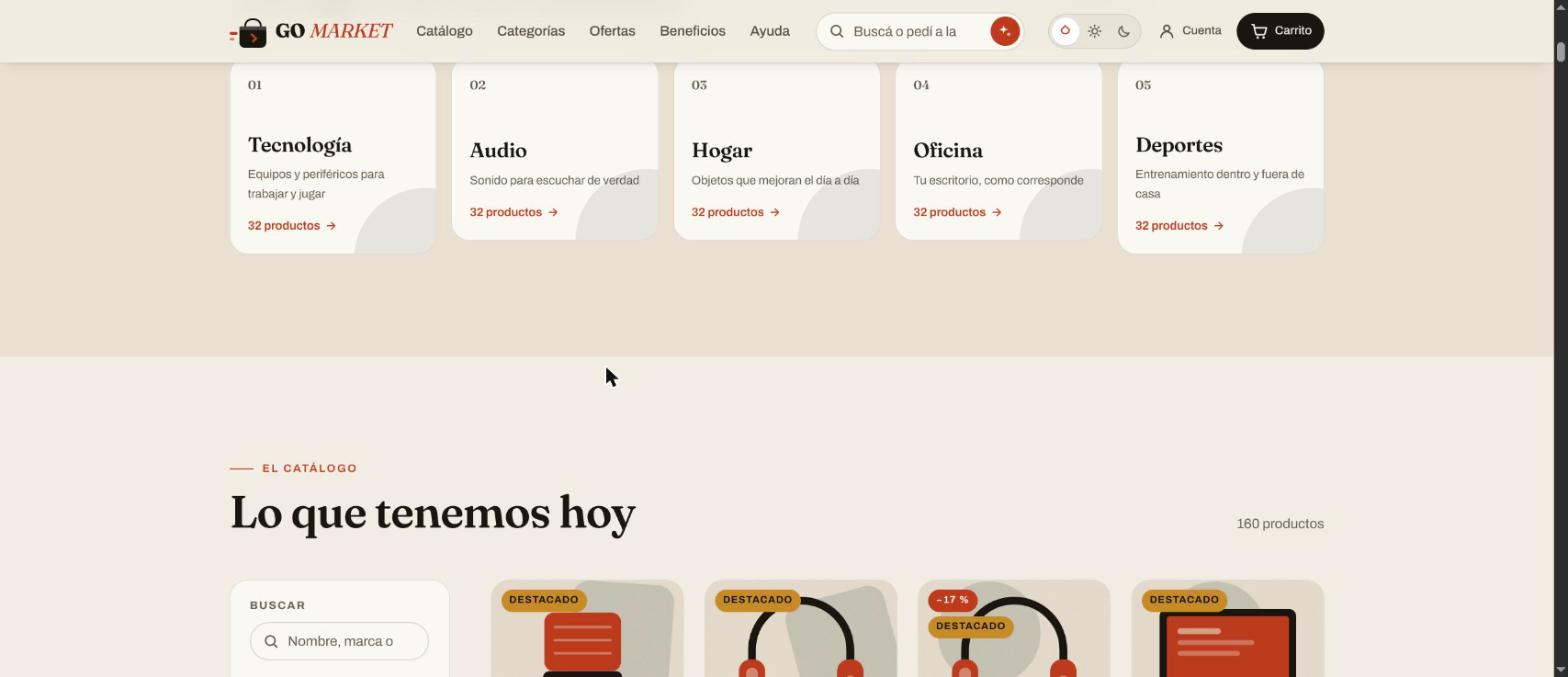 GO MARKET
Catálogo
Categorías
Ofertas
Beneficios
Ayuda
Buscá o pedí a la
Cuenta
Carrito
01
Tecnología
Equipos y periféricos para
trabajar y jugar
32 productos →
02
Audio
Sonido para escuchar de verdad
32 productos →
03
Hogar
Objetos que mejoran el día a día
32 productos →
04
Oficina
Tu escritorio, como corresponde
32 productos →
05
Deportes
Entrenamiento dentro y fuera de
casa
32 productos →
EL CATÁLOGO
Lo que tenemos hoy
160 productos
BUSCAR
Nombre, marca o
DESTACADO
DESTACADO
−17 %
DESTACADO
DESTACADO